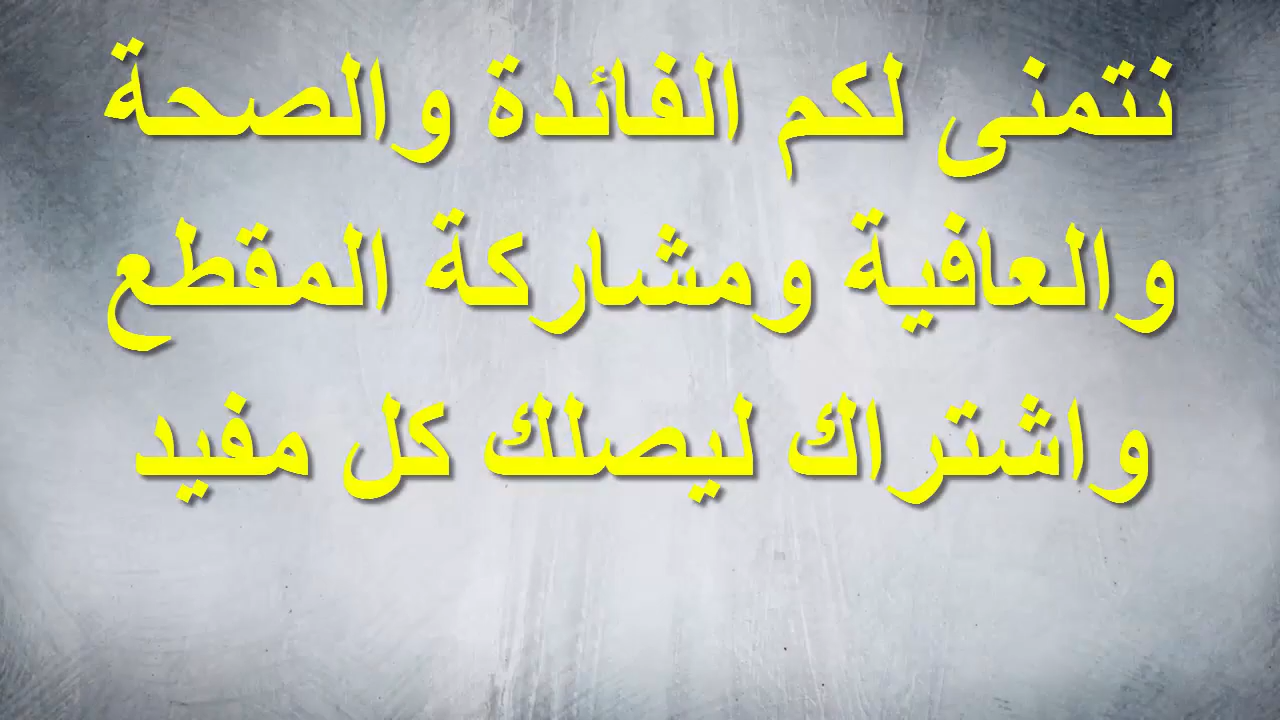 نتمنى لكم الفائدة والصحة
والعافية ومشاركة المقطع
واشتراك ليصلك كل مفيد